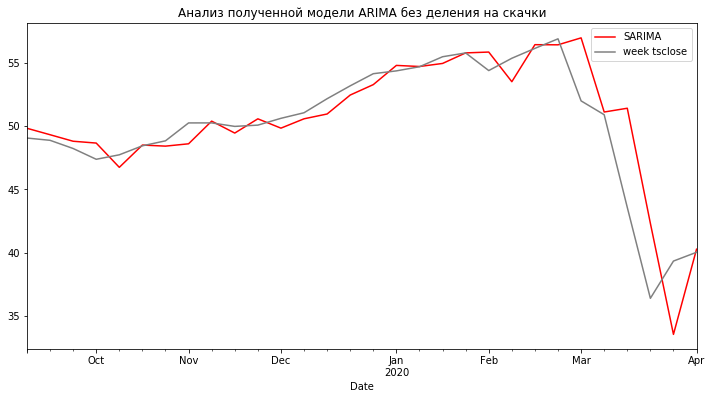 Анализ полученной модели ARIMA без деления на скачки
SARIMA
week tsclose
55
50
45
40
35
Oct
Nov
Dec
Jan
2020
Feb
Mar
Apr
Date